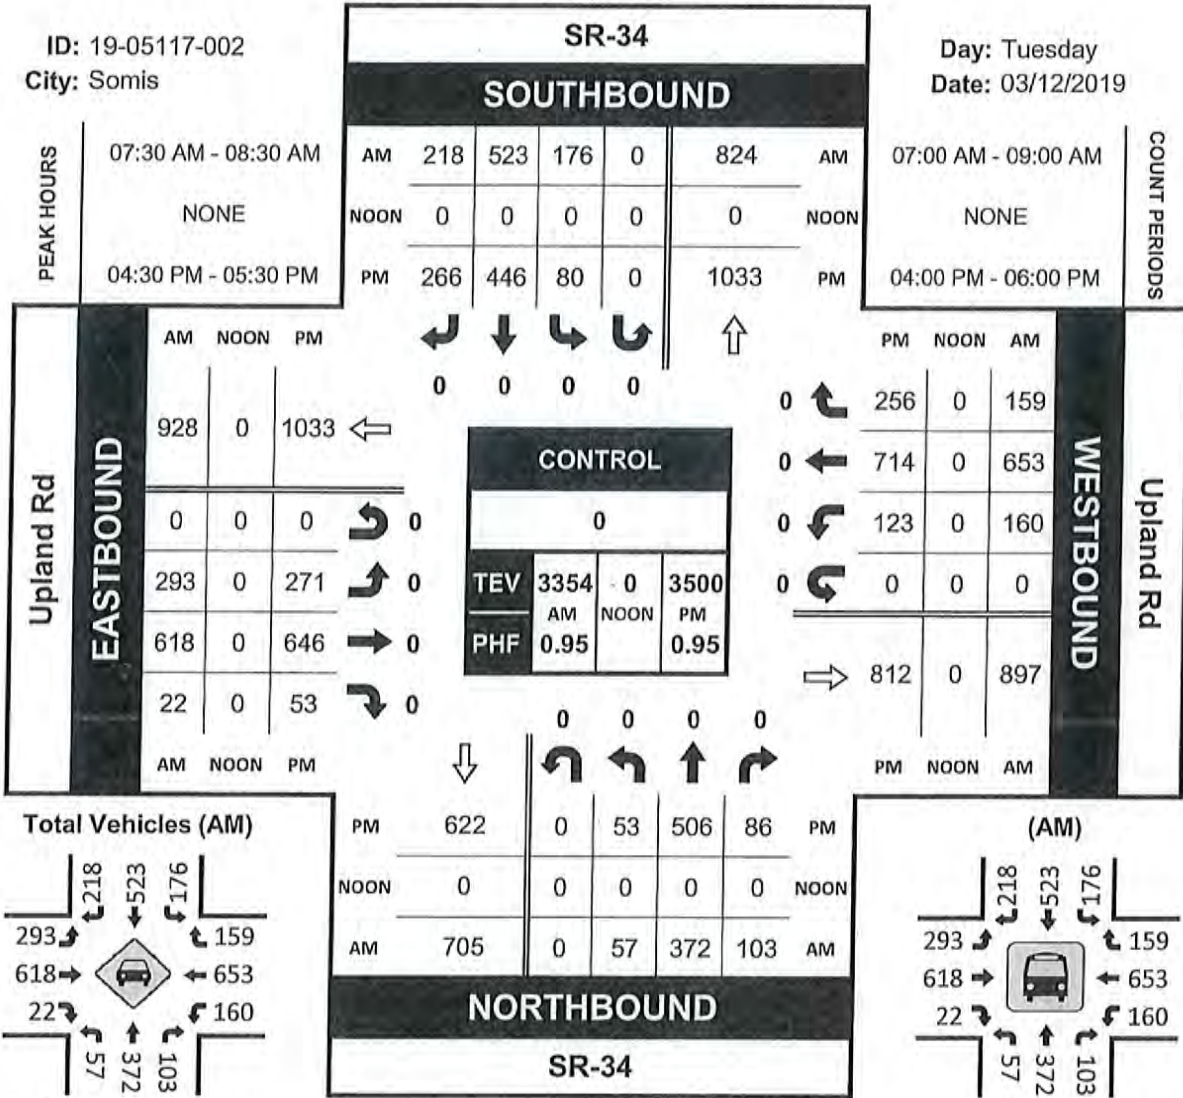 ID: 19-05117-002
City: Somis
SR-34
SOUTHBOUND
Day: Tuesday
Date: 03/12/2019
PEAK HOURS
07:30 AM - 08:30 AM
NONE
04:30 PM - 05:30 PM
AM 218 523 176 0 824 AM
NOON 0 0 0 0 0 NOON
PM 266 446 80 0 1033 PM
07:00 AM - 09:00 AM
NONE
04:00 PM - 06:00 PM
COUNT PERIODS
0 0 0 0
Upland Rd
EASTBOUND
AM NOON PM
928 0 1033
0 0 0 0
293 0 271 0
618 0 646 0
22 0 53 0
AM NOON PM
CONTROL
0
TEV 3354 0 3500
AM NOON PM
PHF 0.95 0.95
PM NOON AM
0 256 0 159
0 714 0 653
0 123 0 160
0 0 0 0
812 0 897
PM NOON AM
WESTBOUND
Upland Rd
0 0 0 0
PM 622 0 53 506 86 PM
NOON 0 0 0 0 0 NOON
AM 705 0 57 372 103 AM
NORTHBOUND
SR-34
Total Vehicles (AM)
218 523 176
293 159
618 653
22 160
57 372 103
(AM)
218 523 176
293 159
618 653
22 160
57 372 103